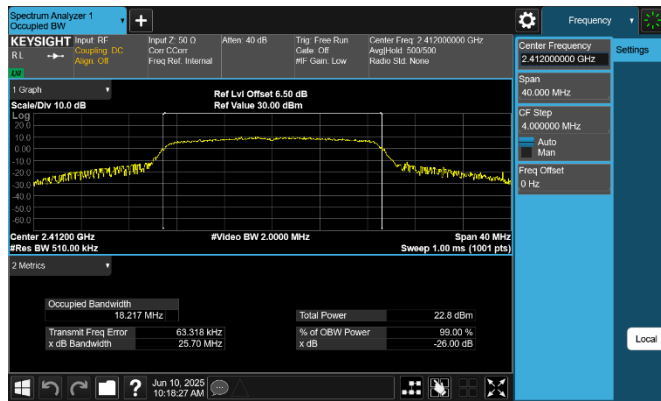 Spectrum Analyzer 1
Occupied BW
Frequency
KEYSIGHT
RL
LXI
Input: RF
Coupling: DC
Align: Off
Input Z: 50 Ω
Corr CCorr
Freq Ref: Internal
Atten: 40 dB
Trig: Free Run
Gate: Off
#IF Gain: Low
Center Freq: 2.412000000 GHz
Avg|Hold: 500/500
Radio Std: None
Center Frequency
2.412000000 GHz
Settings
Span
40.000 MHz
CF Step
4.000000 MHz
Auto
Man
Freq Offset
0 Hz
Local
1 Graph
Scale/Div 10.0 dB
Ref Lvl Offset 6.50 dB
Ref Value 30.00 dBm
Log
20.0
10.0
0.00
-10.0
-20.0
-30.0
-40.0
-50.0
-60.0
Center 2.41200 GHz
#Res BW 510.00 kHz
#Video BW 2.0000 MHz
Span 40 MHz
Sweep 1.00 ms (1001 pts)
2 Metrics
Occupied Bandwidth
18.217 MHz
Total Power 22.8 dBm
Transmit Freq Error 63.318 kHz
% of OBW Power 99.00 %
x dB Bandwidth 25.70 MHz
x dB -26.00 dB
?
Jun 10, 2025
10:18:27 AM